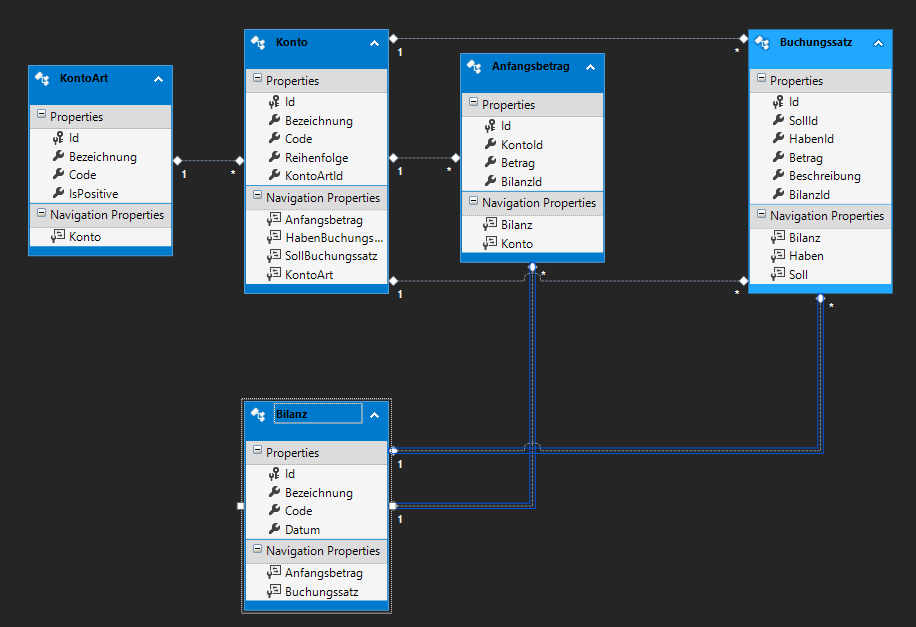 KontoArt
Properties
Id
Bezeichnung
Code
IsPositive
Navigation Properties
Konto
1
*
Konto
Properties
Id
Bezeichnung
Code
Reihenfolge
KontoArtId
Navigation Properties
Anfangsbetrag
HabenBuchungs...
SollBuchungssatz
KontoArt
1
*
1
*
1
*
Anfangsbetrag
Properties
Id
KontoId
Betrag
BilanzId
Navigation Properties
Bilanz
Konto
*
Buchungssatz
Properties
Id
SollId
HabenId
Betrag
Beschreibung
BilanzId
Navigation Properties
Bilanz
Haben
Soll
*
Bilanz
Properties
Id
Bezeichnung
Code
Datum
Navigation Properties
Anfangsbetrag
Buchungssatz
1
1